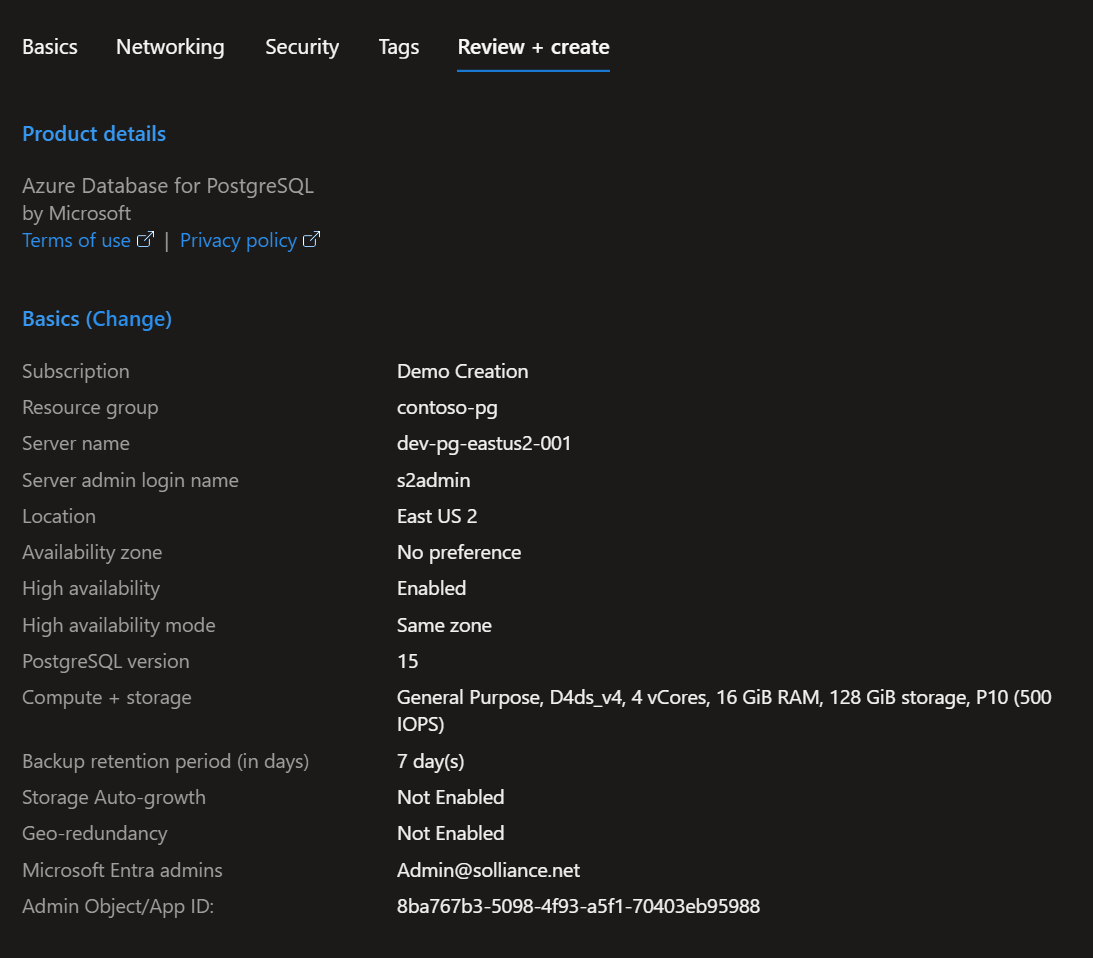 Basics Networking Security Tags Review + create
Product details
Azure Database for PostgreSQL
by Microsoft
Terms of use | Privacy policy
Basics (Change)
Subscription Demo Creation
Resource group contoso-pg
Server name dev-pg-eastus2-001
Server admin login name s2admin
Location East US 2
Availability zone No preference
High availability Enabled
High availability mode Same zone
PostgreSQL version 15
Compute + storage General Purpose, D4ds_v4, 4 vCores, 16 GiB RAM, 128 GiB storage, P10 (500
IOPS)
Backup retention period (in days) 7 day(s)
Storage Auto-growth Not Enabled
Geo-redundancy Not Enabled
Microsoft Entra admins Admin@solliance.net
Admin Object/App ID: 8ba767b3-5098-4f93-a5f1-70403eb95988